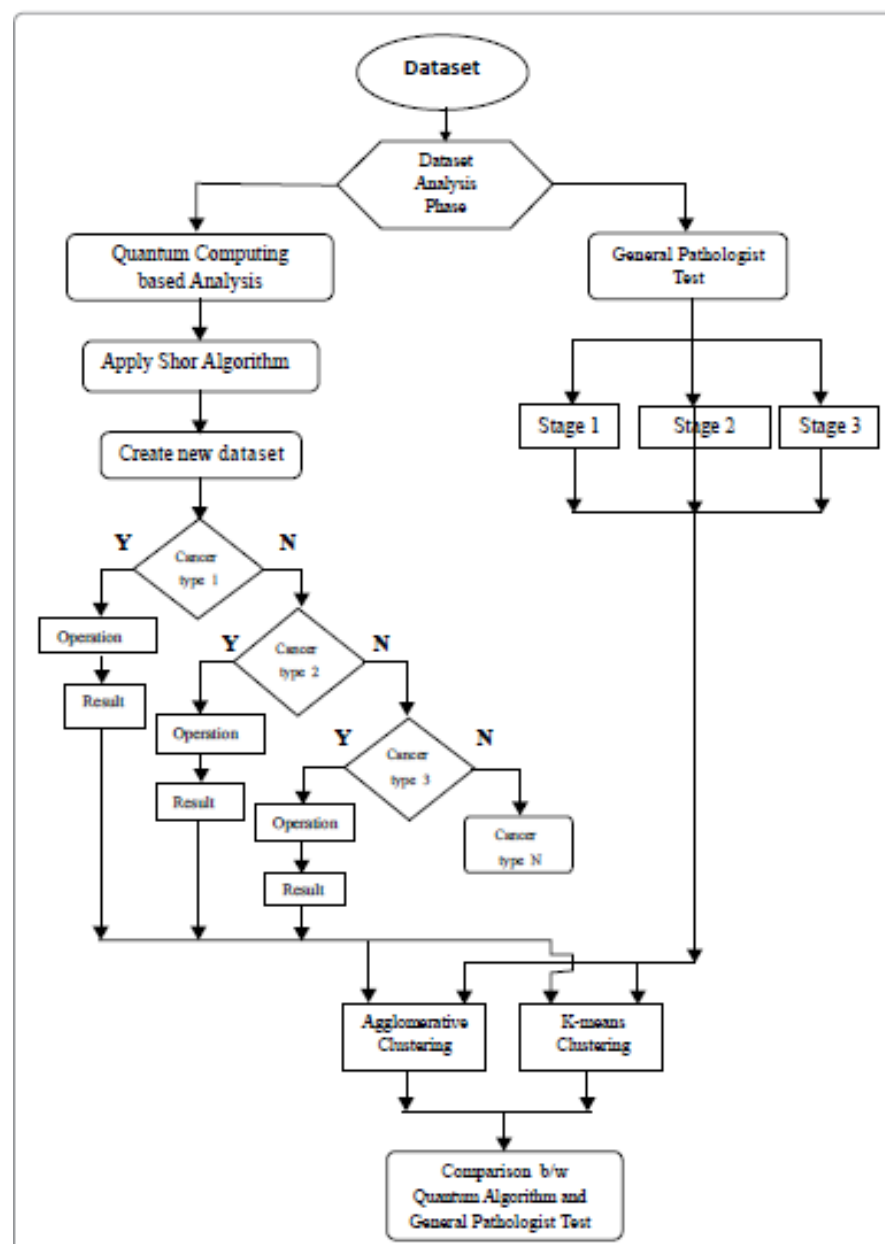 Dataset
Dataset
Analysis
Phase
Quantum Computing
based Analysis
General Pathologist
Test
Apply Shor Algorithm
Stage 1
Stage 2
Stage 3
Create new dataset
Y
N
Cancer
type 1
Operation
Y
N
Cancer
type 2
Result
Operation
Y
N
Cancer
type 3
Result
Operation
Cancer
type N
Result
Agglomerative
Clustering
K-means
Clustering
Comparison b/w
Quantum Algorithm and
General Pathologist Test